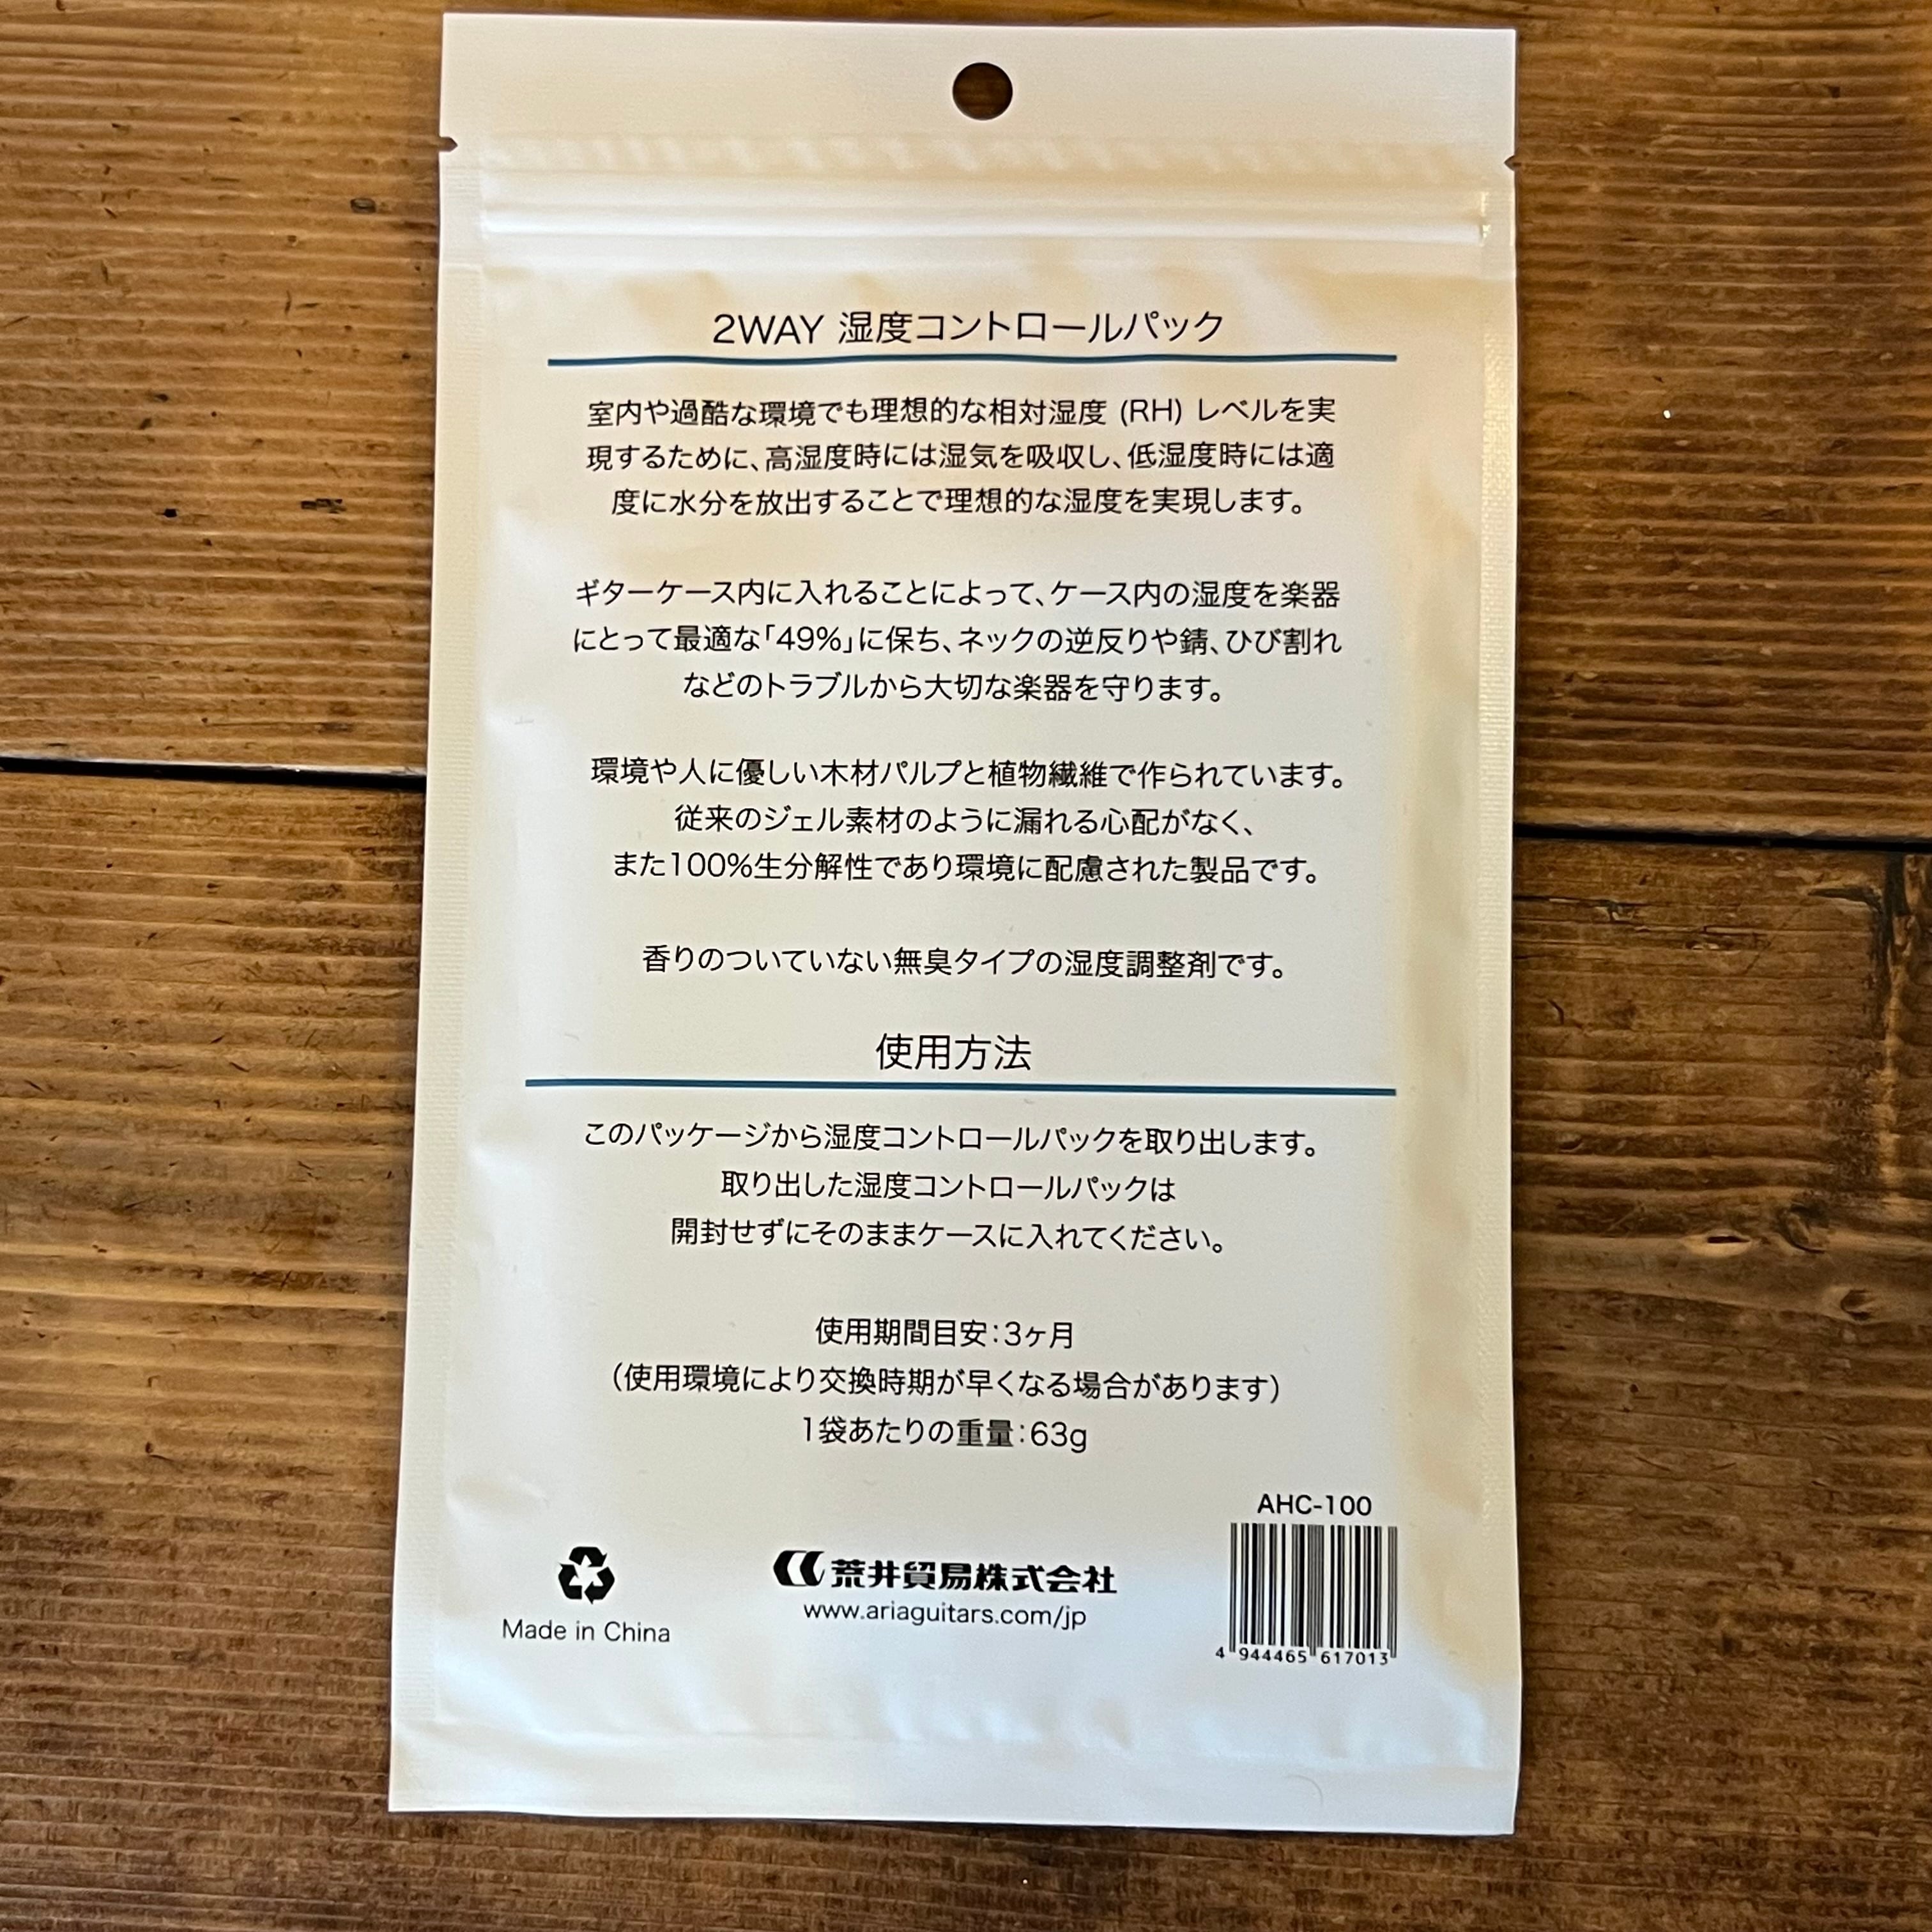 2WAY 湿度コントロールパック
室内や過酷な環境でも理想的な相対湿度 (RH) レベルを実
現するために、高湿度時には湿気を吸収し、低湿度時には適
度に水分を放出することで理想的な湿度を実現します。
ギターケース内に入れることによって、ケース内の湿度を楽器
にとって最適な「49%」に保ち、ネックの逆反りや錆、ひび割れ
などのトラブルから大切な楽器を守ります。
環境や人に優しい木材パルプと植物繊維で作られています。
従来のジェル素材のように漏れる心配がなく、
また100%生分解性であり環境に配慮された製品です。
香りのついていない無臭タイプの湿度調整剤です。
使用方法
このパッケージから湿度コントロールパックを取り出します。
取り出した湿度コントロールパックは
開封せずにそのままケースに入れてください。
使用期間目安：3ヶ月
（使用環境により交換時期が早くなる場合があります）
1袋あたりの重量：63g
AHC-100
荒井貿易株式会社
www.ariaguitars.com/jp
Made in China
4 944465 617013